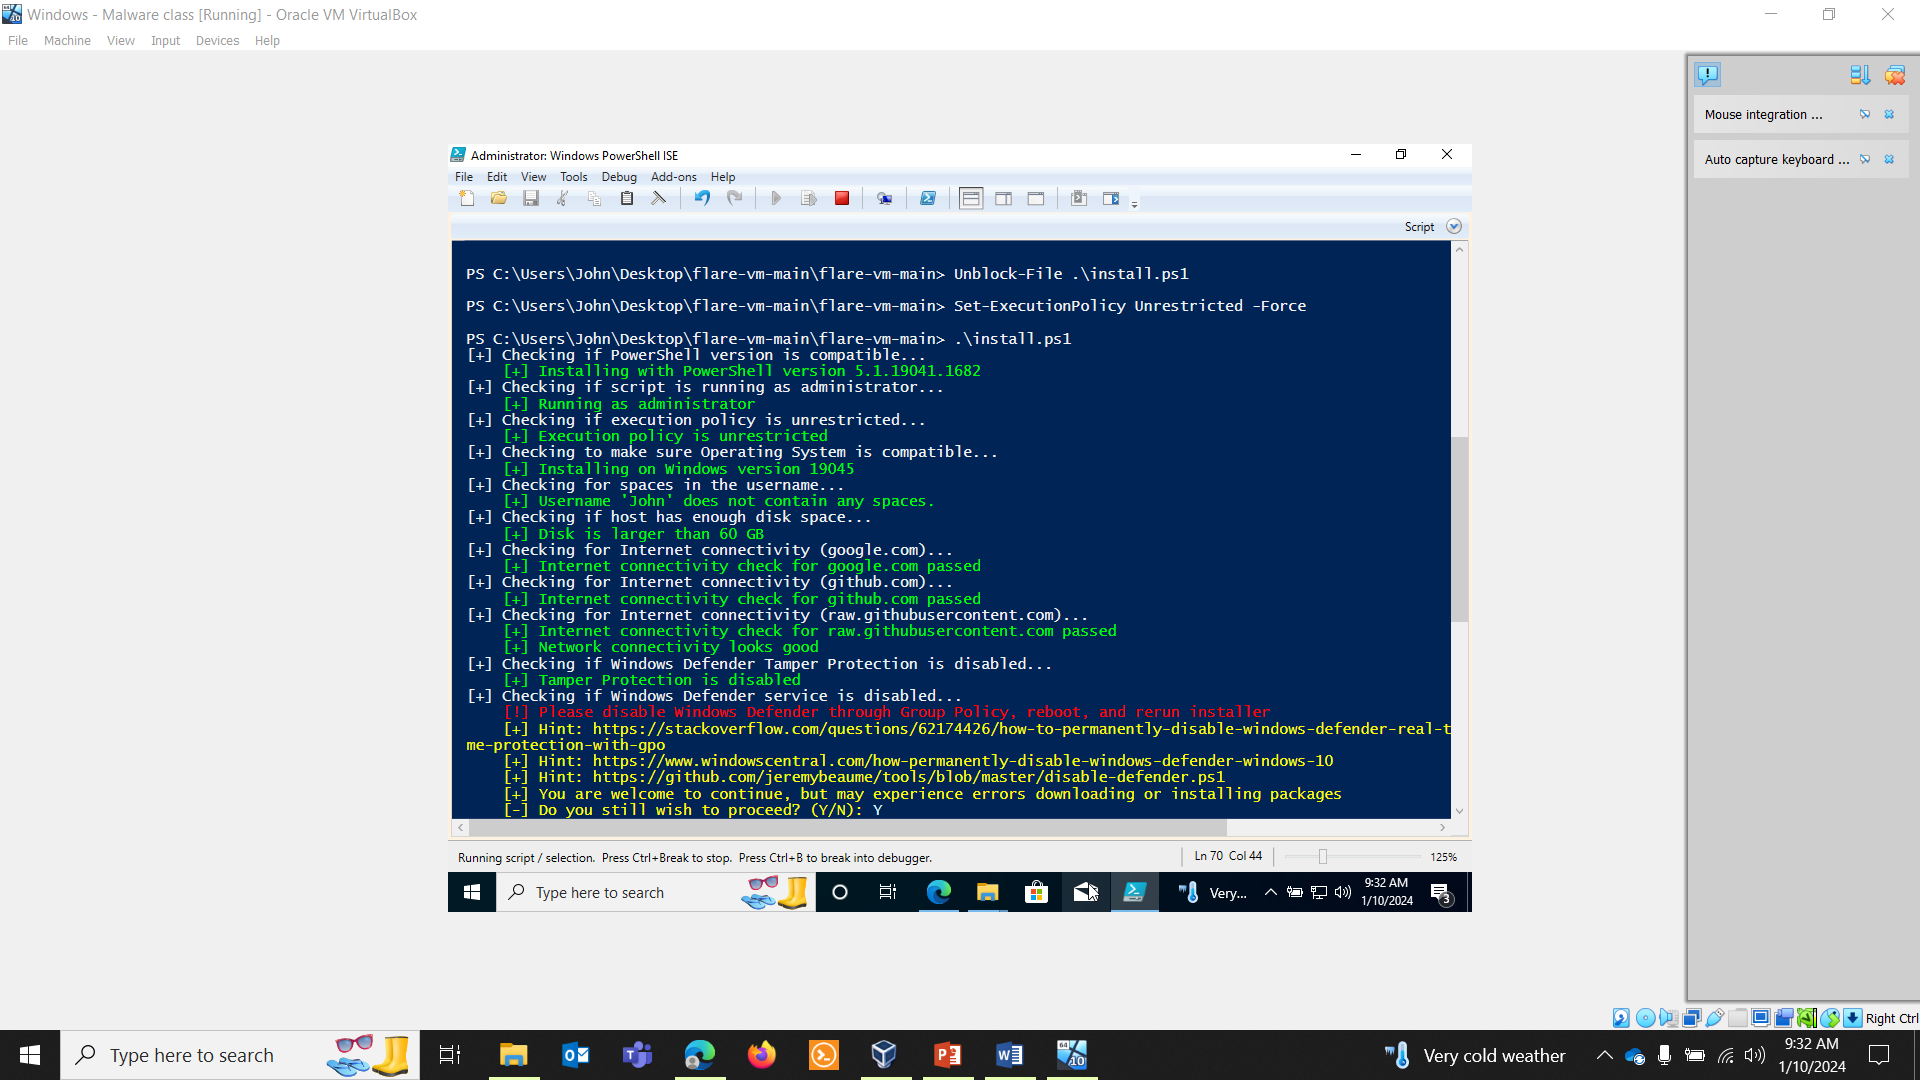 Windows - Malware class [Running] - Oracle VM VirtualBox
File Machine View Input Devices Help
Mouse integration ...
Auto capture keyboard ...
Administrator: Windows PowerShell ISE
File Edit View Tools Debug Add-ons Help
Script
PS C:\Users\John\Desktop\flare-vm-main\flare-vm-main> Unblock-File .\install.ps1
PS C:\Users\John\Desktop\flare-vm-main\flare-vm-main> Set-ExecutionPolicy Unrestricted -Force
PS C:\Users\John\Desktop\flare-vm-main\flare-vm-main> .\install.ps1
[+] Checking if PowerShell version is compatible...
[+] Installing with PowerShell version 5.1.19041.1682
[+] Checking if script is running as administrator...
[+] Running as administrator
[+] Checking if execution policy is unrestricted...
[+] Execution policy is unrestricted
[+] Checking to make sure Operating System is compatible...
[+] Installing on Windows version 19045
[+] Checking for spaces in the username...
[+] Username 'John' does not contain any spaces.
[+] Checking if host has enough disk space...
[+] Disk is larger than 60 GB
[+] Checking for Internet connectivity (google.com)...
[+] Internet connectivity check for google.com passed
[+] Checking for Internet connectivity (github.com)...
[+] Internet connectivity check for github.com passed
[+] Checking for Internet connectivity (raw.githubusercontent.com)...
[+] Internet connectivity check for raw.githubusercontent.com passed
[+] Network connectivity looks good
[+] Checking if Windows Defender Tamper Protection is disabled...
[+] Tamper Protection is disabled
[+] Checking if Windows Defender service is disabled...
[!] Please disable Windows Defender through Group Policy, reboot, and rerun installer
[+] Hint: https://stackoverflow.com/questions/62174426/how-to-permanently-disable-windows-defender-real-t
me-protection-with-gpo
[+] Hint: https://www.windowscentral.com/how-permanently-disable-windows-defender-windows-10
[+] Hint: https://github.com/jeremybeaume/tools/blob/master/disable-defender.ps1
[+] You are welcome to continue, but may experience errors downloading or installing packages
[-] Do you still wish to proceed? (Y/N): Y
Running script / selection. Press Ctrl+Break to stop. Press Ctrl+B to break into debugger.
Ln 70 Col 44
125%
Type here to search
Very...
9:32 AM
1/10/2024
3
Right Ctrl
Type here to search
Very cold weather
9:32 AM
1/10/2024